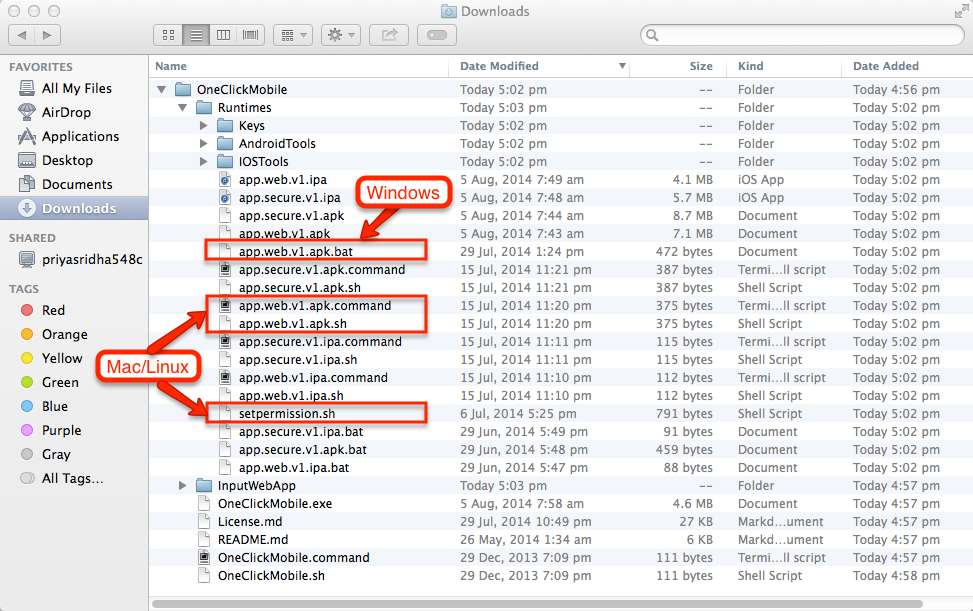 Downloads
Name Date Modified Size Kind Date Added
FAVORITES
All My Files
AirDrop
Applications
Desktop
Documents
Downloads
SHARED
priyasridha548c
TAGS
Red
Orange
Yellow
Green
Blue
Purple
Gray
All Tags...
OneClickMobile Today 5:02 pm -- Folder Today 4:56 pm
Runtimes Today 5:03 pm -- Folder Today 5:02 pm
Keys Today 5:02 pm -- Folder Today 5:02 pm
AndroidTools Today 5:02 pm -- Folder Today 5:02 pm
IOSTools Today 5:02 pm -- Folder Today 5:02 pm
app.web.v1.ipa 5 Aug, 2014 7:49 am 4.1 MB iOS App Today 5:02 pm
Windows
app.secure.v1.ipa 5 Aug, 2014 7:48 am 5.7 MB iOS App Today 5:02 pm
app.secure.v1.apk 5 Aug, 2014 7:44 am 8.7 MB Document Today 5:02 pm
app.web.v1.apk 5 Aug, 2014 7:43 am 7.1 MB Document Today 5:02 pm
app.web.v1.apk.bat 29 Jul, 2014 1:24 pm 472 bytes Document Today 5:02 pm
app.secure.v1.apk.command 15 Jul, 2014 11:21 pm 387 bytes Termi...ll script Today 5:02 pm
app.secure.v1.apk.sh 15 Jul, 2014 11:21 pm 387 bytes Shell Script Today 5:02 pm
app.web.v1.apk.command 15 Jul, 2014 11:20 pm 375 bytes Termi...ll script Today 5:02 pm
app.web.v1.apk.sh 15 Jul, 2014 11:20 pm 375 bytes Shell Script Today 5:02 pm
app.secure.v1.ipa.command 15 Jul, 2014 11:11 pm 115 bytes Termi...ll script Today 5:02 pm
app.secure.v1.ipa.sh 15 Jul, 2014 11:11 pm 115 bytes Shell Script Today 5:02 pm
Mac/Linux
app.web.v1.ipa.command 15 Jul, 2014 11:10 pm 112 bytes Termi...ll script Today 5:02 pm
app.web.v1.ipa.sh 15 Jul, 2014 11:10 pm 112 bytes Shell Script Today 5:02 pm
setpermission.sh 6 Jul, 2014 5:25 pm 791 bytes Shell Script Today 5:02 pm
app.secure.v1.ipa.bat 29 Jun, 2014 5:49 pm 91 bytes Document Today 5:02 pm
app.secure.v1.apk.bat 29 Jun, 2014 5:48 pm 459 bytes Document Today 5:02 pm
app.web.v1.ipa.bat 29 Jun, 2014 5:47 pm 88 bytes Document Today 5:02 pm
InputWebApp Today 5:03 pm -- Folder Today 4:57 pm
OneClickMobile.exe 5 Aug, 2014 7:58 am 4.6 MB Document Today 4:57 pm
License.md 29 Jul, 2014 10:49 pm 27 KB Markd...ument Today 4:57 pm
README.md 26 May, 2014 1:34 am 6 KB Markd...ument Today 4:57 pm
OneClickMobile.command 29 Dec, 2013 7:09 pm 111 bytes Termi...ll script Today 4:57 pm
OneClickMobile.sh 29 Dec, 2013 7:09 pm 111 bytes Shell Script Today 4:58 pm